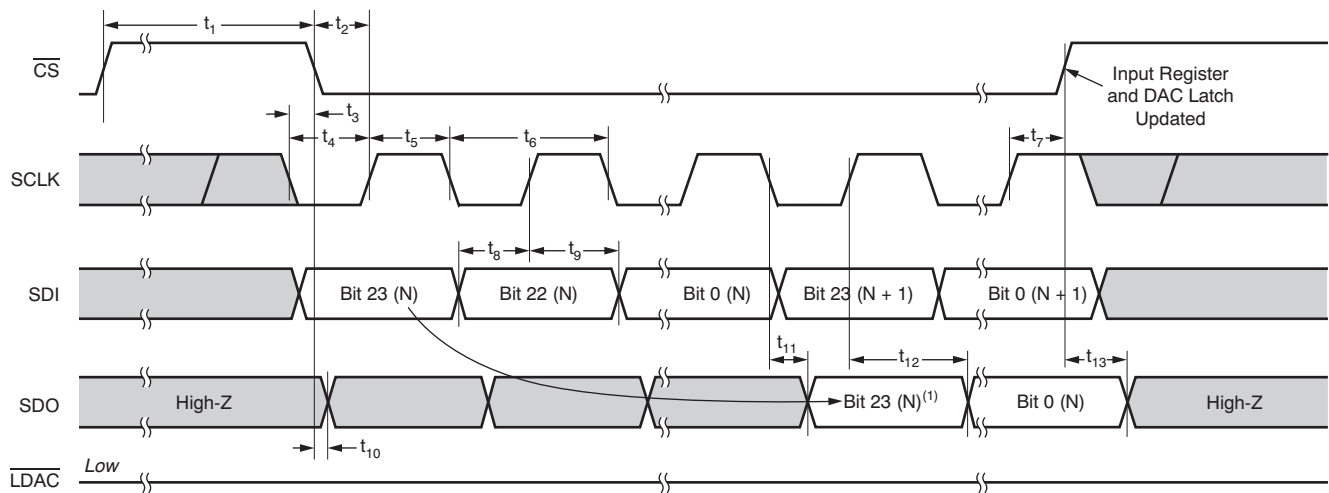 t1 t2
CS
Input Register
and DAC Latch
Updated
t3
t4 t5 t6 t7
SCLK
t8 t9
SDI Bit 23 (N) Bit 22 (N) Bit 0 (N) Bit 23 (N + 1) Bit 0 (N + 1)
t11 t12 t13
SDO High-Z Bit 23 (N)(1) Bit 0 (N) High-Z
t10
LDAC Low